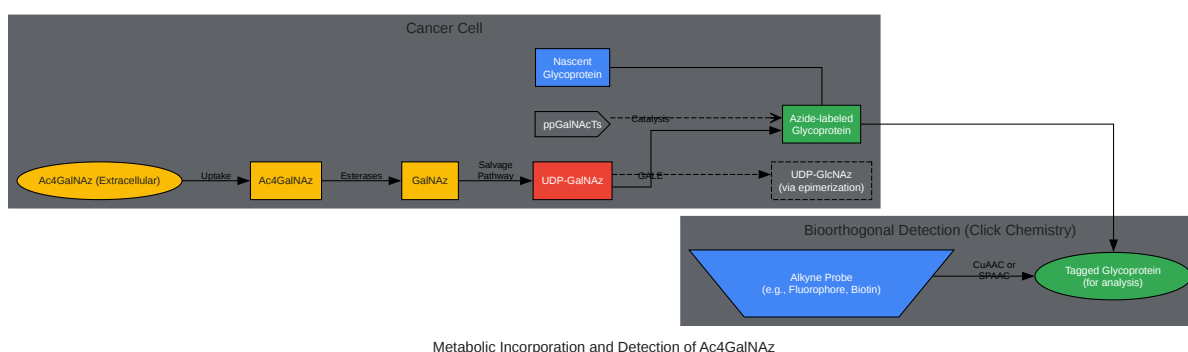 Cancer Cell
Nascent
Glycoprotein
ppGalNAcTs
Catalysis
Azide-labeled
Glycoprotein
Ac4GalNAz (Extracellular)
Uptake
Ac4GalNAz
Esterases
GalNAz
Salvage
Pathway
UDP-GalNAz
GALE
UDP-GlcNAz
(via epimerization)
Bioorthogonal Detection (Click Chemistry)
Alkyne Probe
(e.g., Fluorophore, Biotin)
CuAAC or
SPAAC
Tagged Glycoprotein
(for analysis)
Metabolic Incorporation and Detection of Ac4GalNAz